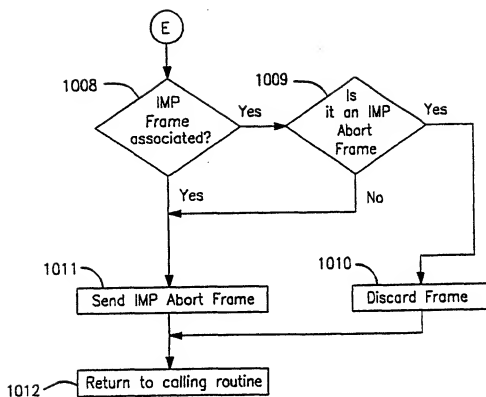 E
1008
IMP
Frame
associated?
Yes
1009
Is
it an IMP
Abort
Frame
Yes
Yes
No
1011
Send IMP Abort Frame
1010
Discard Frame
1012
Return to calling routine